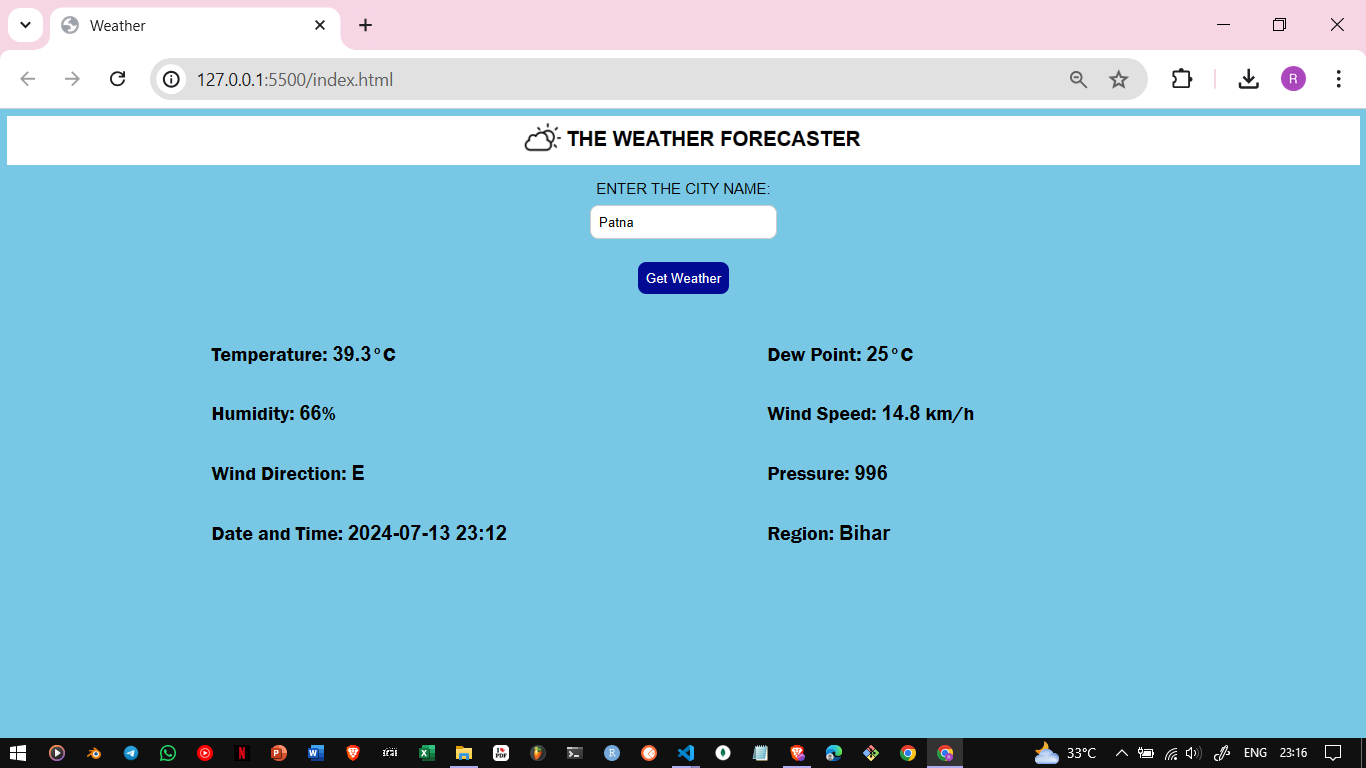 Weather
127.0.0.1:5500/index.html
R
THE WEATHER FORECASTER
ENTER THE CITY NAME:
Patna
Get Weather
Temperature: 39.3°C
Dew Point: 25°C
Humidity: 66%
Wind Speed: 14.8 km/h
Wind Direction: E
Pressure: 996
Date and Time: 2024-07-13 23:12
Region: Bihar
33°C
ENG
23:16